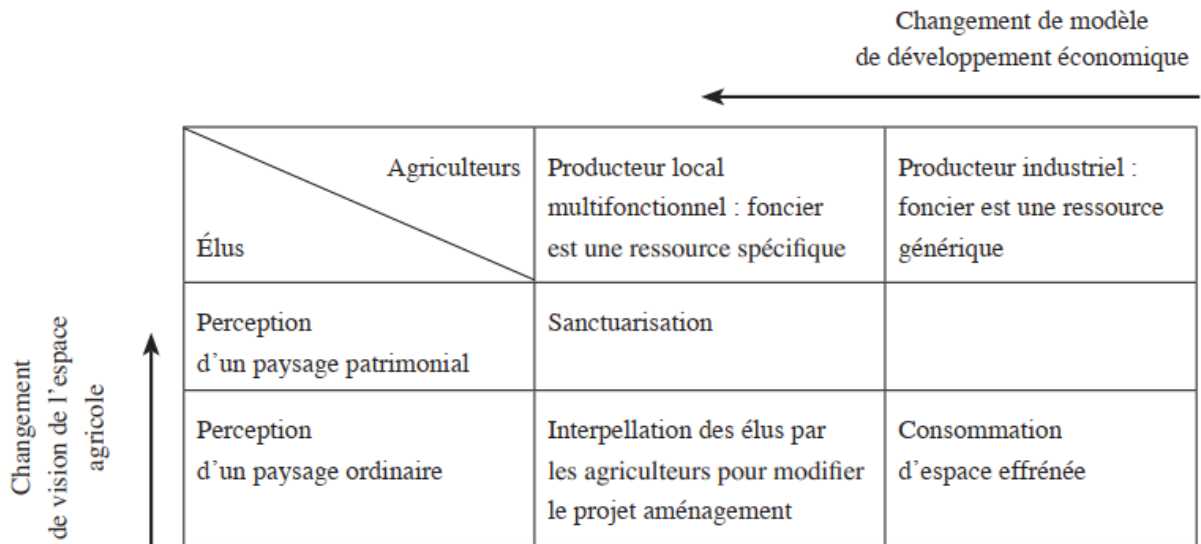 Changement de modèle
de développement économique
Agriculteurs
Élus
Producteur local
multifonctionnel : foncier
est une ressource spécifique
Producteur industriel :
foncier est une ressource
générique
Changement
de vision de l’espace
agricole
Perception
d’un paysage patrimonial
Sanctuarisation
Perception
d’un paysage ordinaire
Interpellation des élus par
les agriculteurs pour modifier
le projet aménagement
Consommation
d’espace effrénée